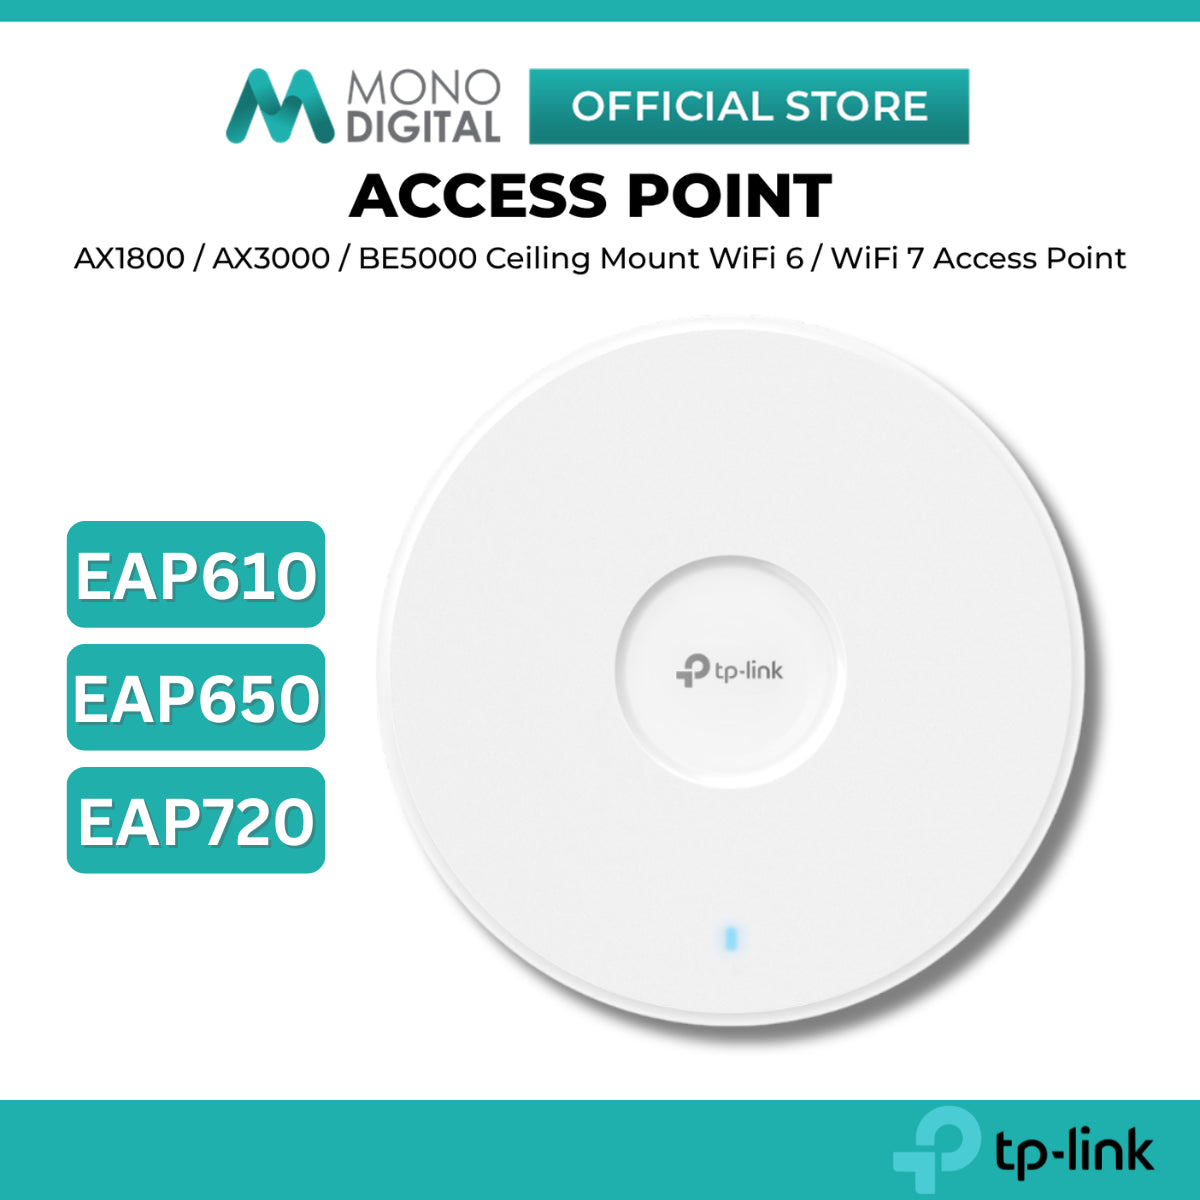 MONO
DIGITAL
OFFICIAL STORE
ACCESS POINT
AX1800 / AX3000 / BE5000 Ceiling Mount WiFi 6 / WiFi 7 Access Point
EAP610
EAP650
EAP720
tp-link
tp-link